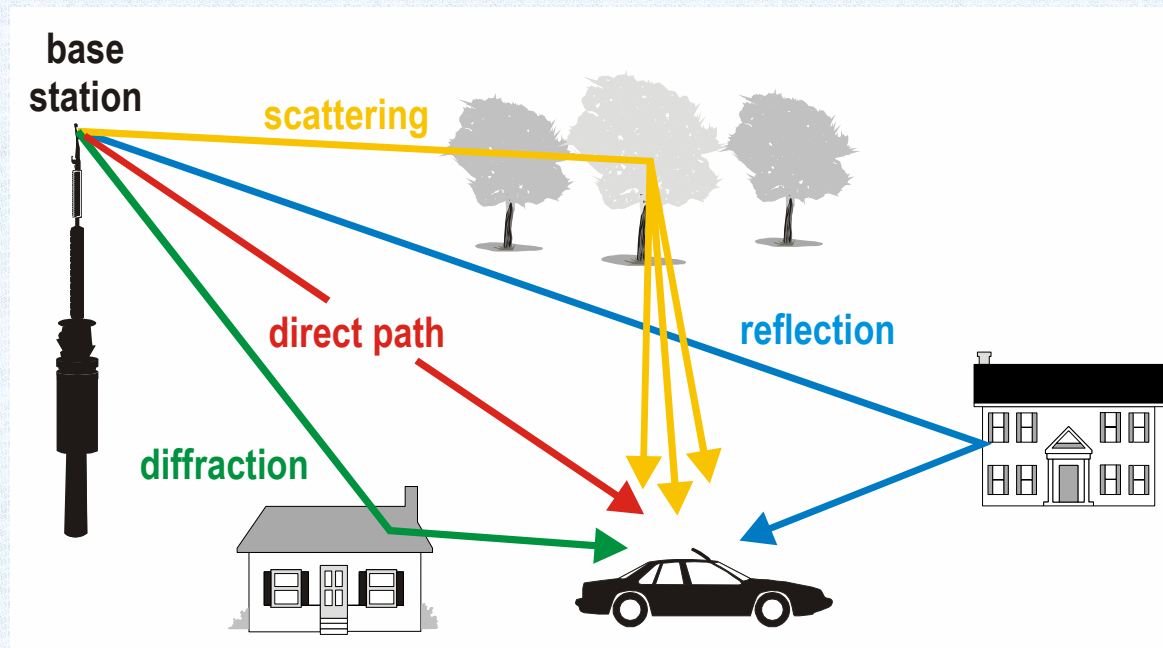 base
station
scattering
direct path
reflection
diffraction